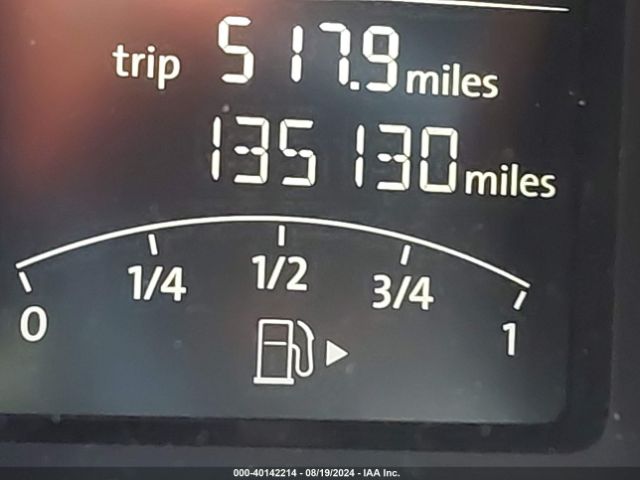 trip 517.9 miles
135130 miles
0 1/4 1/2 3/4 1
000-40142214 - 08/19/2024 - IAA Inc.